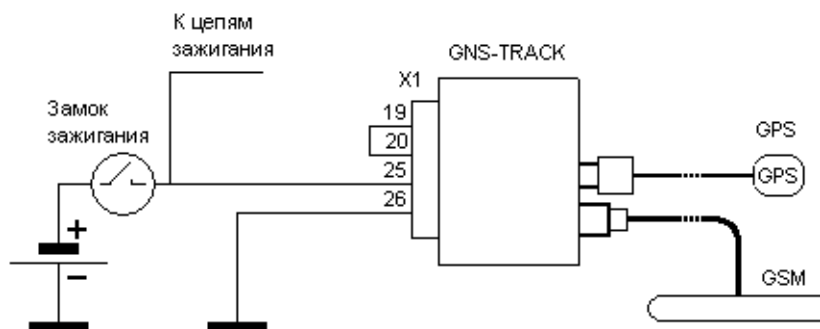 К цепям
зажигания
GNS-TRACK
X1
Замок
зажигания
19
20
25
26
GPS
GPS
+
−
GSM